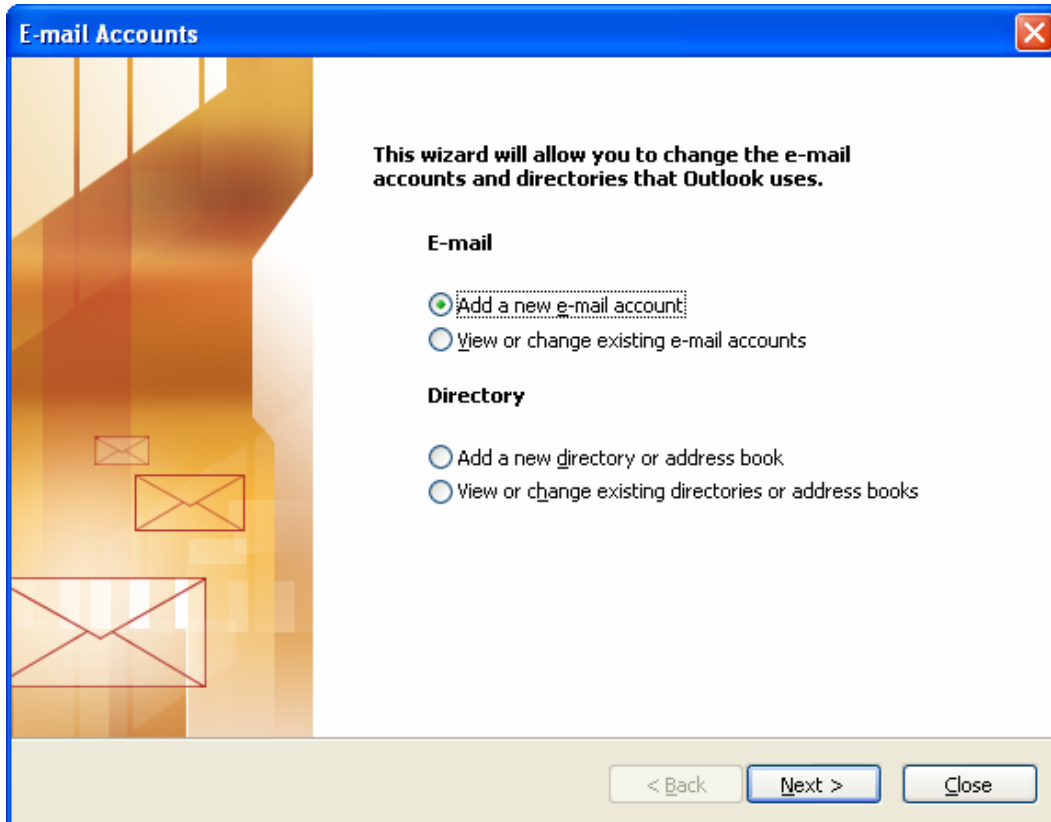 E-mail Accounts
This wizard will allow you to change the e-mail
accounts and directories that Outlook uses.
E-mail
Add a new e-mail account
View or change existing e-mail accounts
Directory
Add a new directory or address book
View or change existing directories or address books
< Back
Next >
Close